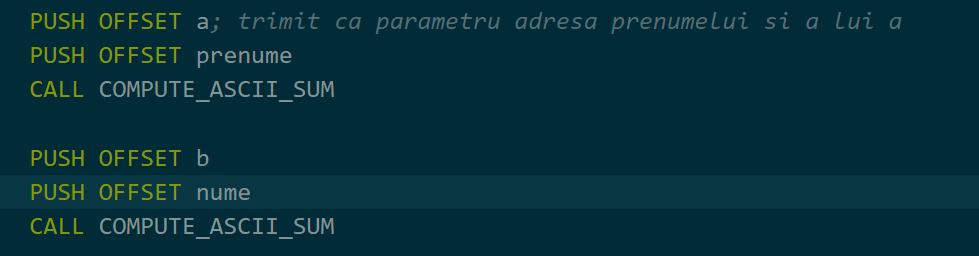 PUSH OFFSET a; trimit ca parametru adresa prenumelui si a lui a
PUSH OFFSET prenume
CALL COMPUTE_ASCII_SUM
PUSH OFFSET b
PUSH OFFSET nume
CALL COMPUTE_ASCII_SUM